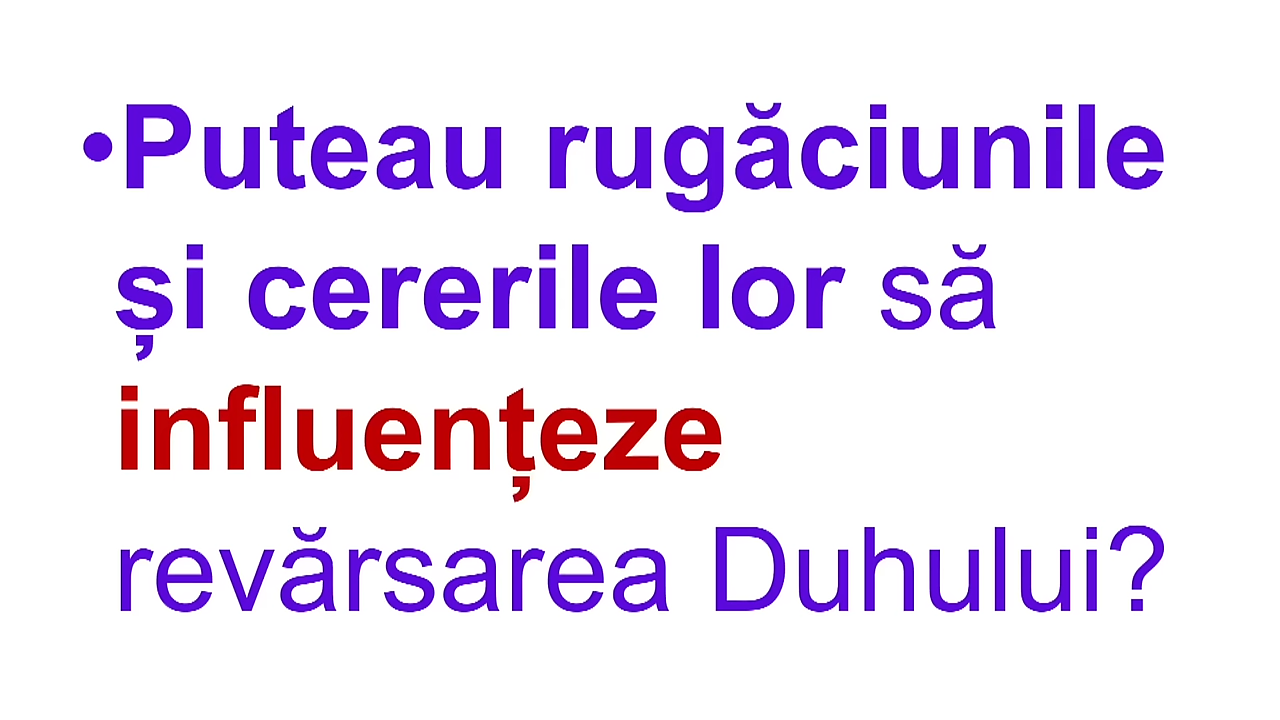 •Puteau rugăciunile
și cererile lor să
influențeze
revărsarea Duhului?